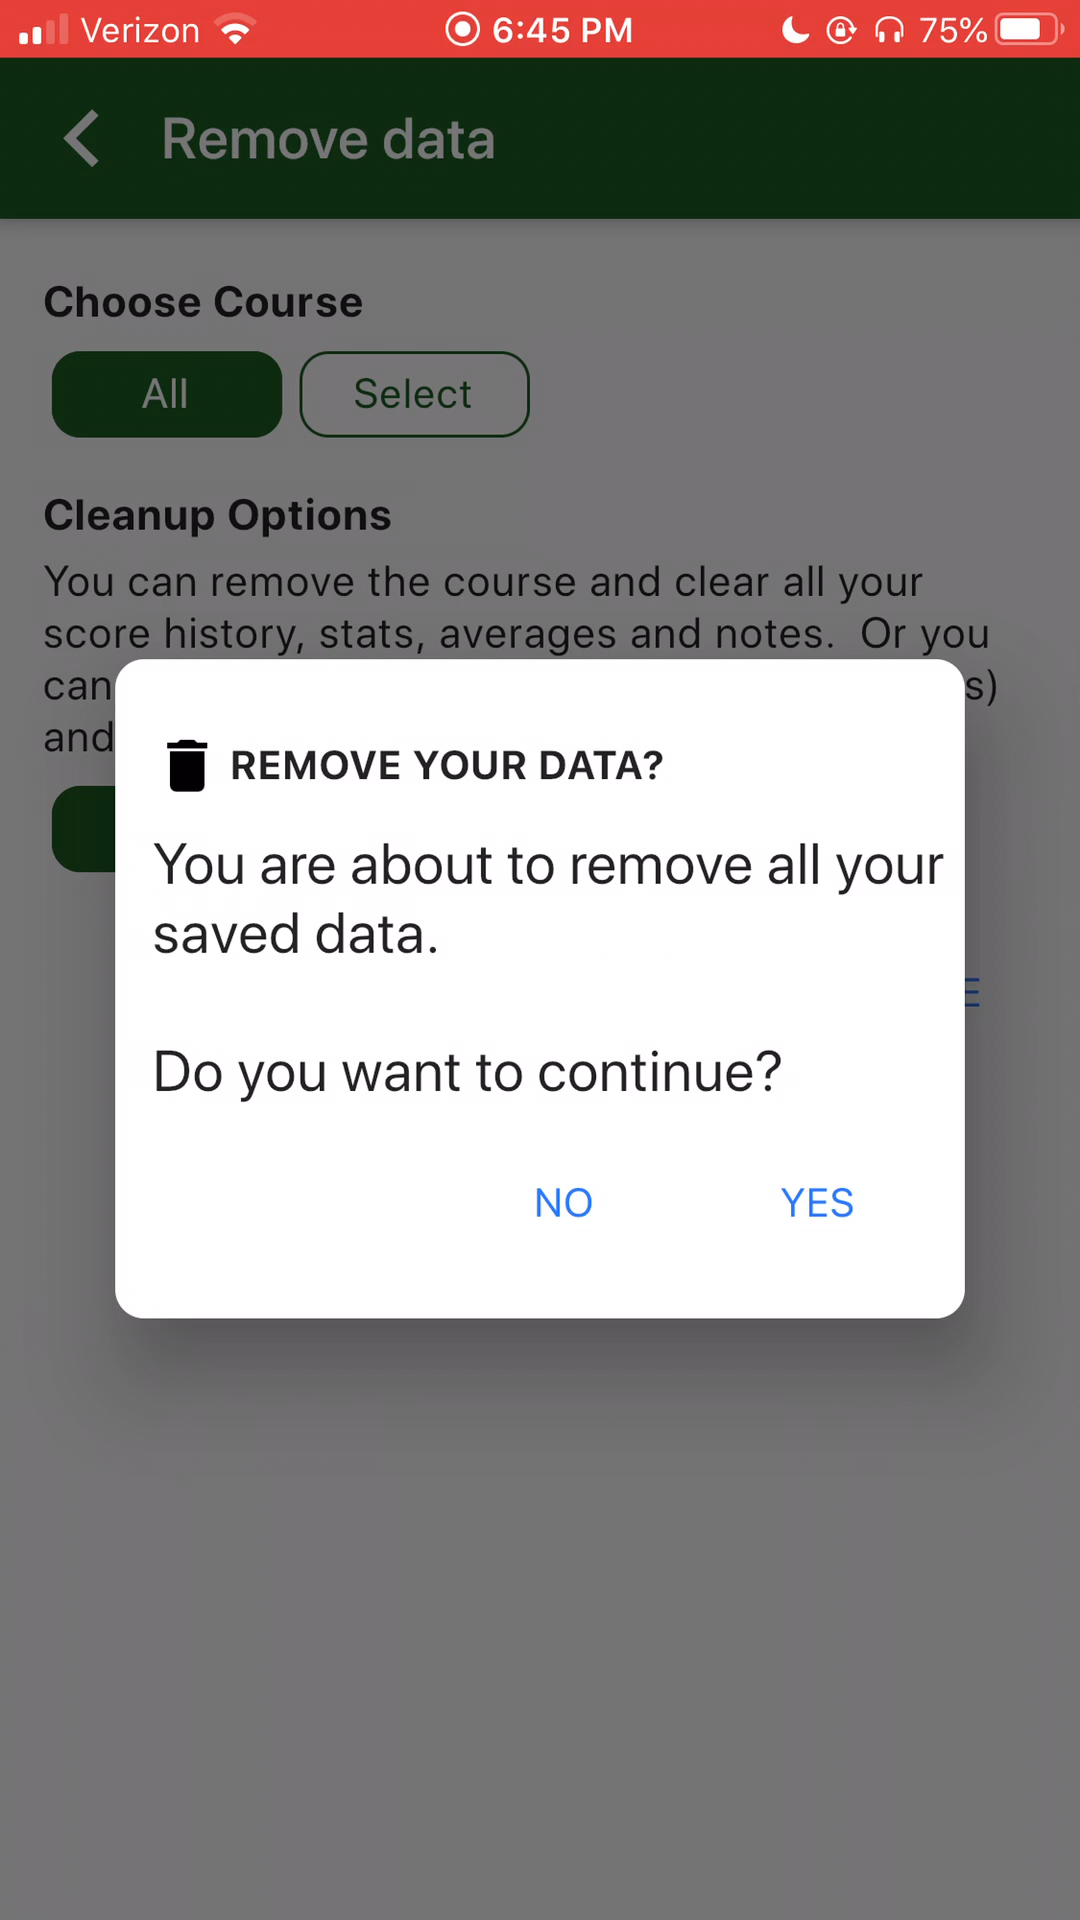 Verizon 6:45 PM 75%
Remove data
Choose Course
All Select
Cleanup Options
You can remove the course and clear all your
score history, stats, averages and notes. Or you
can s)
and
REMOVE YOUR DATA?
You are about to remove all your
saved data.
E
Do you want to continue?
NO YES